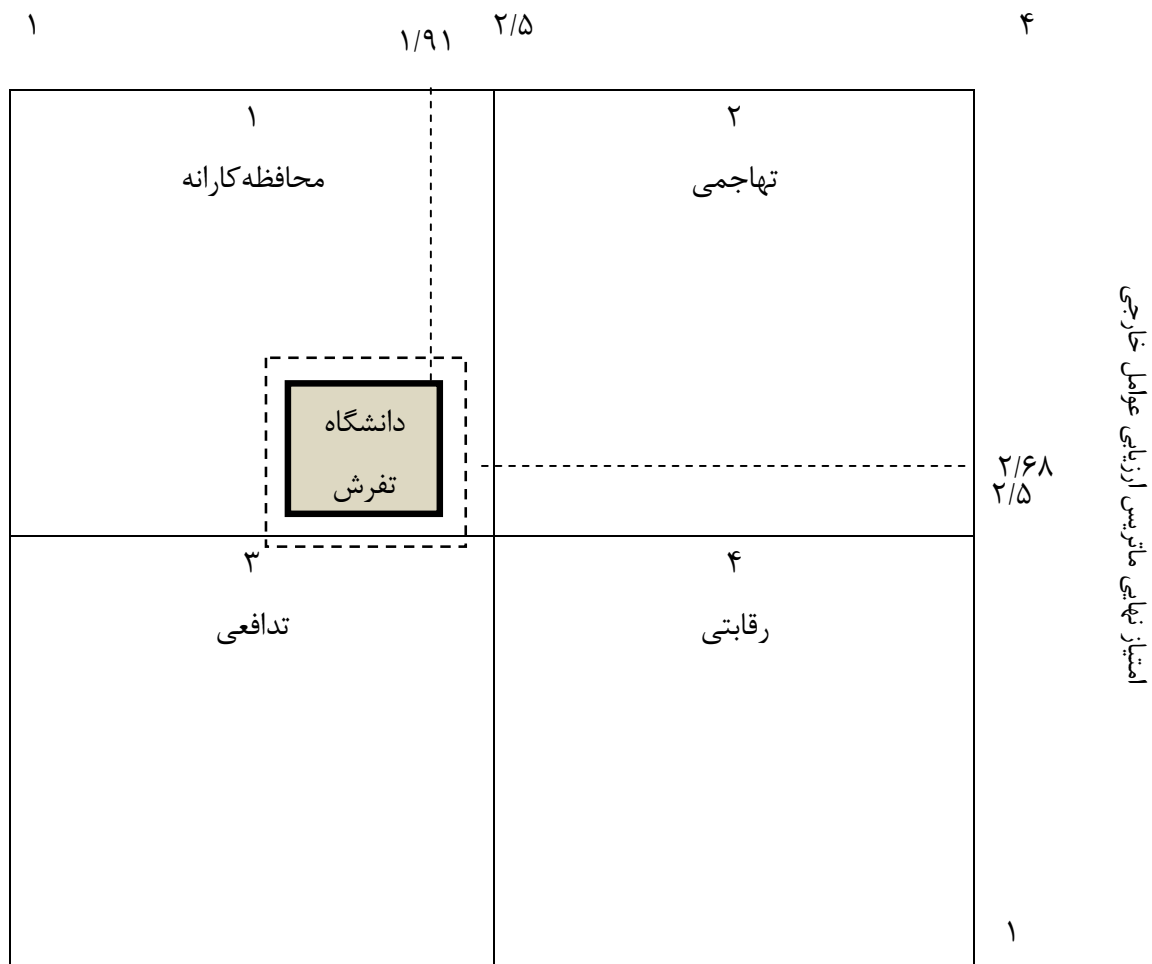 ۱
۱/۹۱
۲/۵
۴
۱
محافظه‌کارانه
۲
تهاجمی
دانشگاه
تفرش
۲/۶۸
۲/۵
امتیاز نهایی ماتریس ارزیابی عوامل خارجی
۳
تدافعی
۴
رقابتی
۱